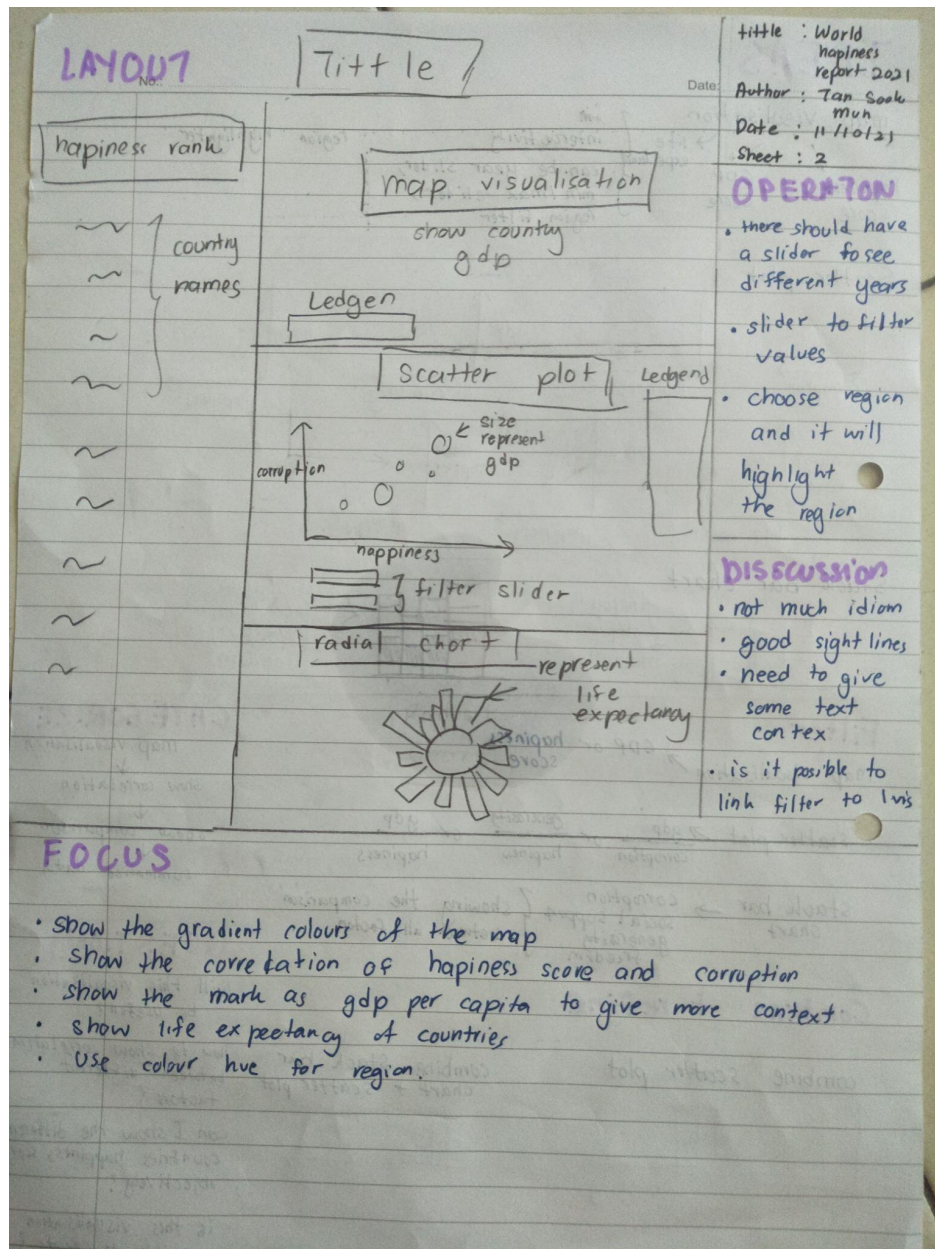 LAYOUT
No.:
Tittle
Date:
tittle : World
hapiness
report 2021
Author : Tan Sook
mun
Date : 11/10/21
Sheet : 2
hapiness rank
country
names
map visualisation
show country
gdp
Ledgen
Scatter plot
Ledgend
size
represent
gdp
corruption
happiness
filter slider
radial chart
represent
life
expectancy
OPERATON
• there should have
a slider to see
different years
• slider to filter
values
• choose region
and it will
highlight
the region
DISSCUSSION
• not much idiom
• good sight lines
• need to give
some text
contex
• is it posible to
link filter to 1 vis
FOCUS
• show the gradient colours of the map
• show the corretation of hapiness score and corruption
• show the mark as gdp per capita to give more context
• show life expectancy of countries
• use colour hue for region.